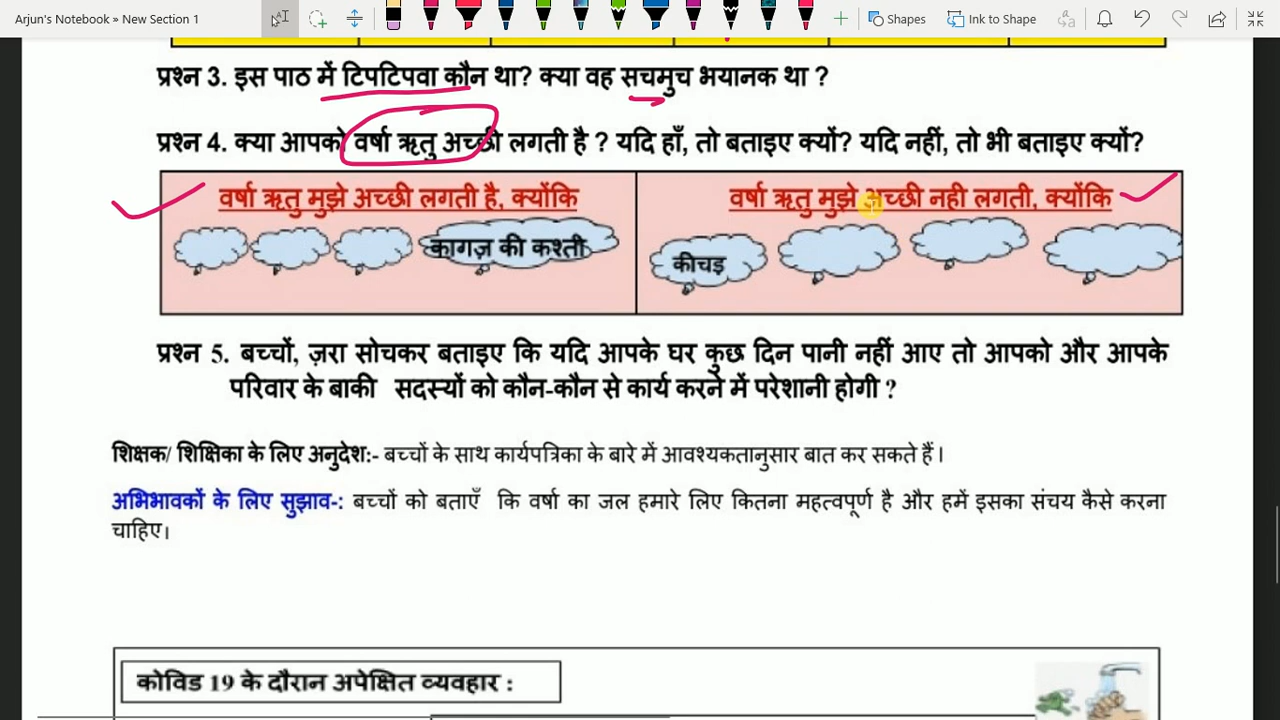 Arjun's Notebook » New Section 1
Shapes
Ink to Shape
प्रश्न 3. इस पाठ में टिपटिपवा कौन था? क्या वह सचमुच भयानक था ?
प्रश्न 4. क्या आपको वर्षा ऋतु अच्छी लगती है ? यदि हाँ, तो बताइए क्यों? यदि नहीं, तो भी बताइए क्यों?
वर्षा ऋतु मुझे अच्छी लगती है, क्योंकि
कागज़ की कश्ती
वर्षा ऋतु मुझे अच्छी नही लगती, क्योंकि
कीचड़
प्रश्न 5. बच्चों, ज़रा सोचकर बताइए कि यदि आपके घर कुछ दिन पानी नहीं आए तो आपको और आपके
परिवार के बाकी सदस्यों को कौन-कौन से कार्य करने में परेशानी होगी ?
शिक्षक/ शिक्षिका के लिए अनुदेश:- बच्चों के साथ कार्यपत्रिका के बारे में आवश्यकतानुसार बात कर सकते हैं।
अभिभावकों के लिए सुझाव-: बच्चों को बताएँ कि वर्षा का जल हमारे लिए कितना महत्वपूर्ण है और हमें इसका संचय कैसे करना
चाहिए।
कोविड 19 के दौरान अपेक्षित व्यवहार :